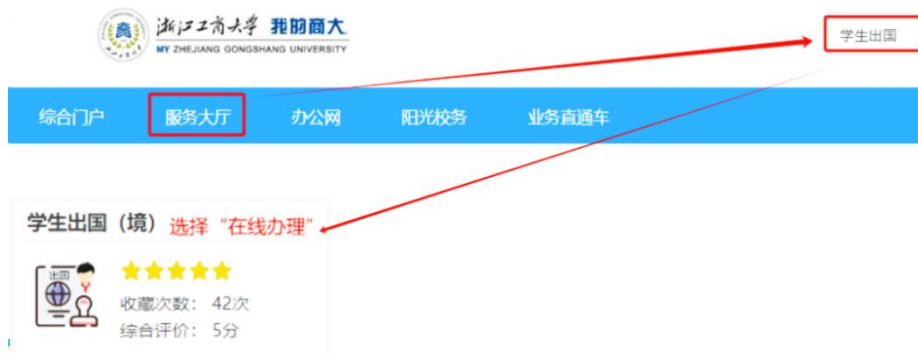 浙江工商大学 我的商大
MY ZHEJIANG GONGSHANG UNIVERSITY
学生出国
综合门户 服务大厅 办公网 阳光校务 业务直通车
学生出国（境） 选择“在线办理”
出国
收藏次数： 42次
综合评价： 5分